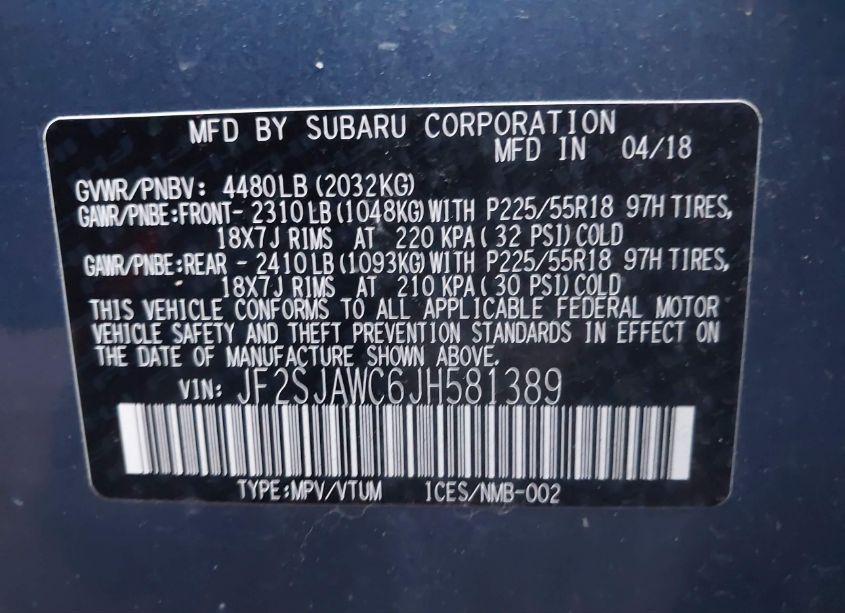 MFD BY SUBARU CORPORATION
MFD IN 04/18
GVWR/PNBV: 4480LB (2032KG)
GAWR/PNBE:FRONT- 2310LB (1048KG) WITH P225/55R18 97H TIRES,
18X7J RIMS AT 220 KPA ( 32 PSI) COLD
GAWR/PNBE:REAR - 2410LB (1093KG) WITH P225/55R18 97H TIRES,
18X7J RIMS AT 210 KPA ( 30 PSI) COLD
THIS VEHICLE CONFORMS TO ALL APPLICABLE FEDERAL MOTOR
VEHICLE SAFETY AND THEFT PREVENTION STANDARDS IN EFFECT ON
THE DATE OF MANUFACTURE SHOWN ABOVE.
VIN: JF2SJAWC6JH581389
TYPE:MPV/VTUM ICES/NMB-002